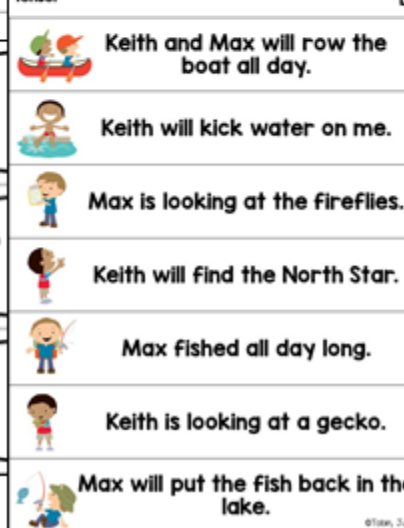 Keith and Max will row the
boat all day.
Keith will kick water on me.
Max is looking at the fireflies.
Keith will find the North Star.
Max fished all day long.
Keith is looking at a gecko.
Max will put the fish back in the
lake.